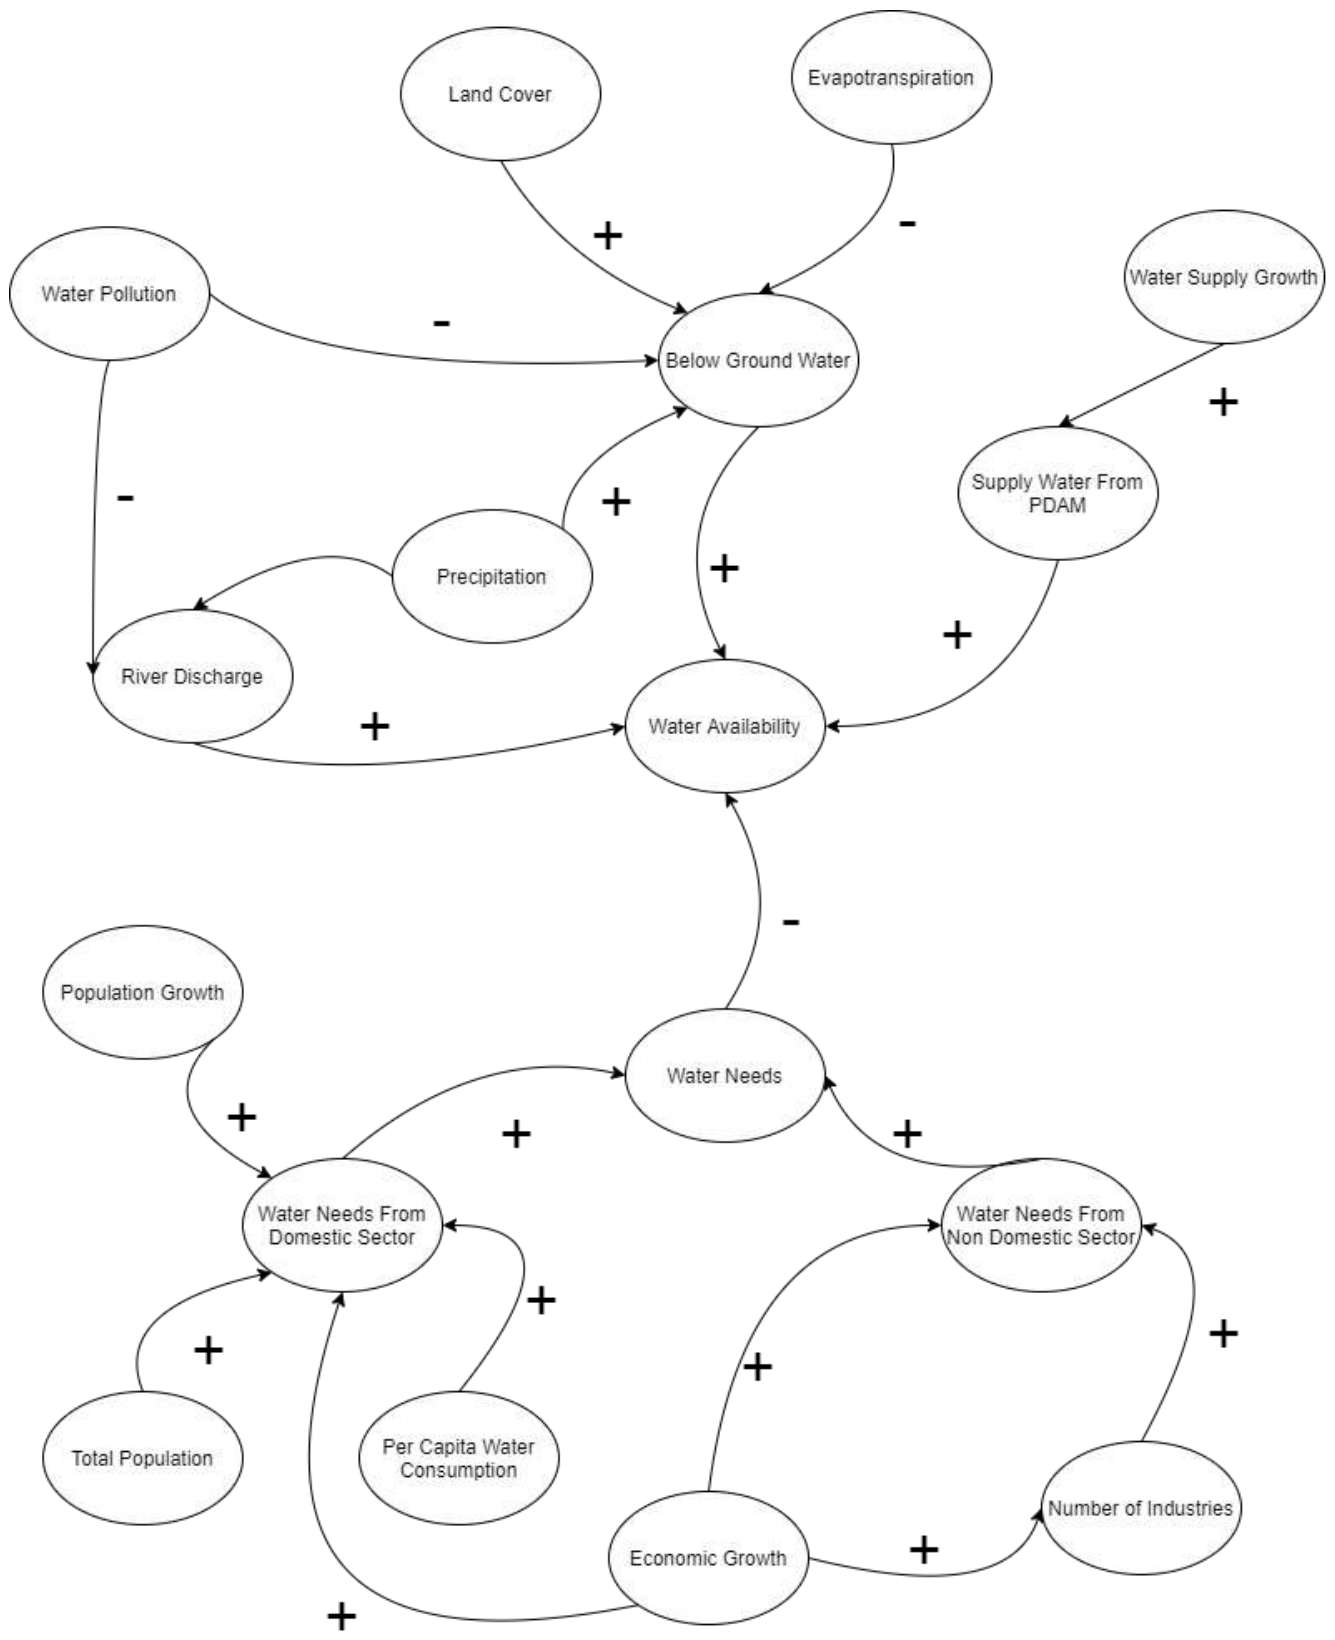 Evapotranspiration
Land Cover
+
-
Water Supply Growth
Water Pollution
-
Below Ground Water
+
Supply Water From
PDAM
-
+
Precipitation
+
+
River Discharge
+
Water Availability
-
Population Growth
Water Needs
+
+
+
Water Needs From
Domestic Sector
Water Needs From
Non Domestic Sector
+
+
+
+
Total Population
Per Capita Water
Consumption
Number of Industries
+
Economic Growth
+